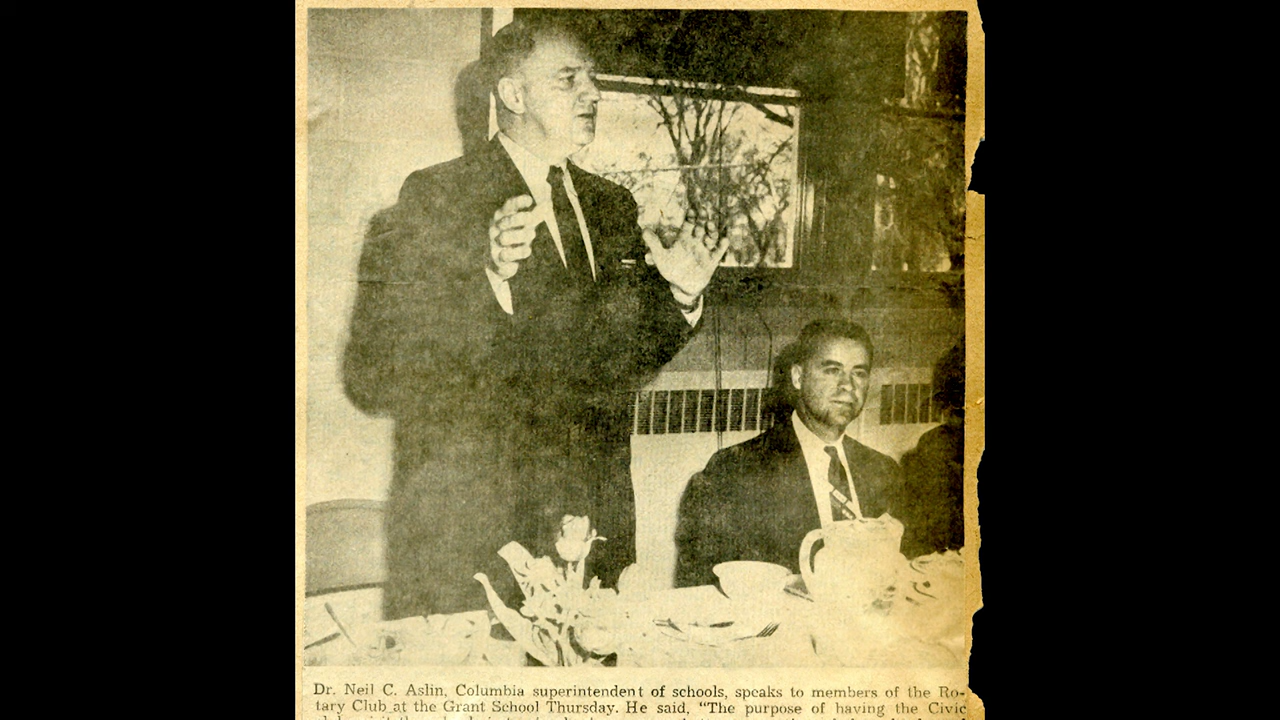 Dr. Neil C. Aslin, Columbia superintendent of schools, speaks to members of the Ro-
tary Club at the Grant School Thursday. He said, "The purpose of having the Civic